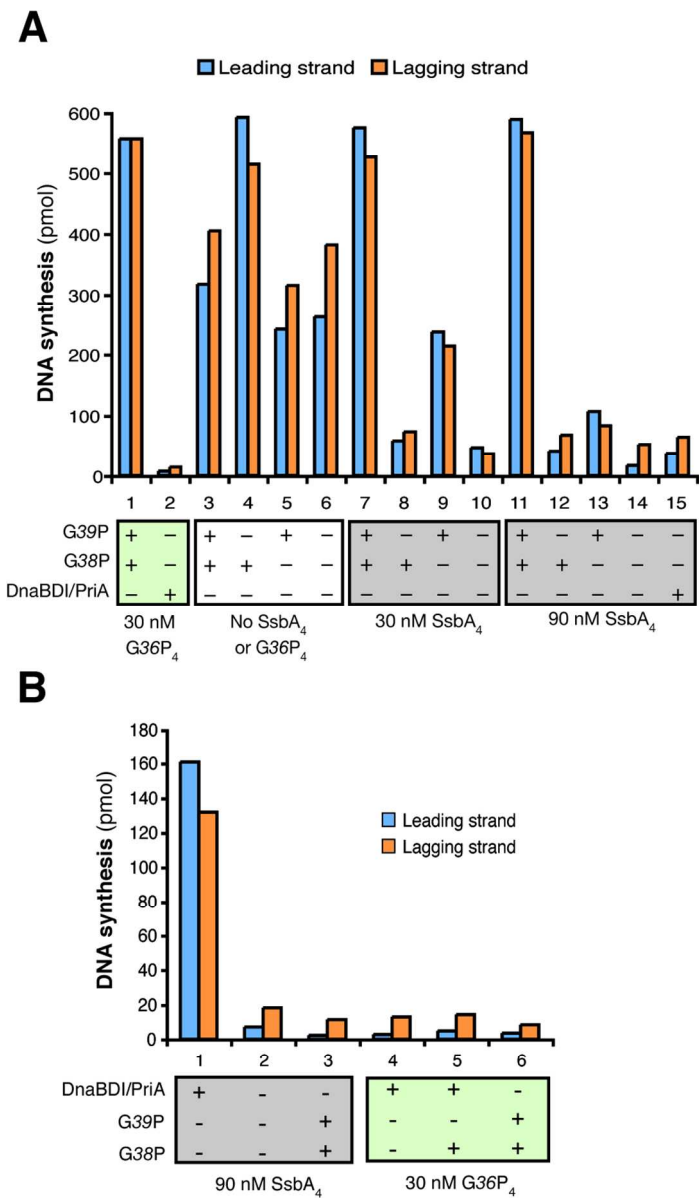 A
Leading strand Lagging strand
DNA synthesis (pmol)
600
500
400
300
200
100
0
1 2 3 4 5 6 7 8 9 10 11 12 13 14 15
G39P + – + – + – + – + – + – + – –
G38P + – + + – – + + – – + + – – –
DnaBDI/PriA – + – – – – – – – – – – – – +
30 nM G36P₄
No SsbA₄ or G36P₄
30 nM SsbA₄
90 nM SsbA₄
B
DNA synthesis (pmol)
180
160
140
120
100
80
60
40
20
0
Leading strand
Lagging strand
1 2 3 4 5 6
DnaBDI/PriA + - - + + -
G39P - - + - - +
G38P - - + - + +
90 nM SsbA₄ 30 nM G36P₄